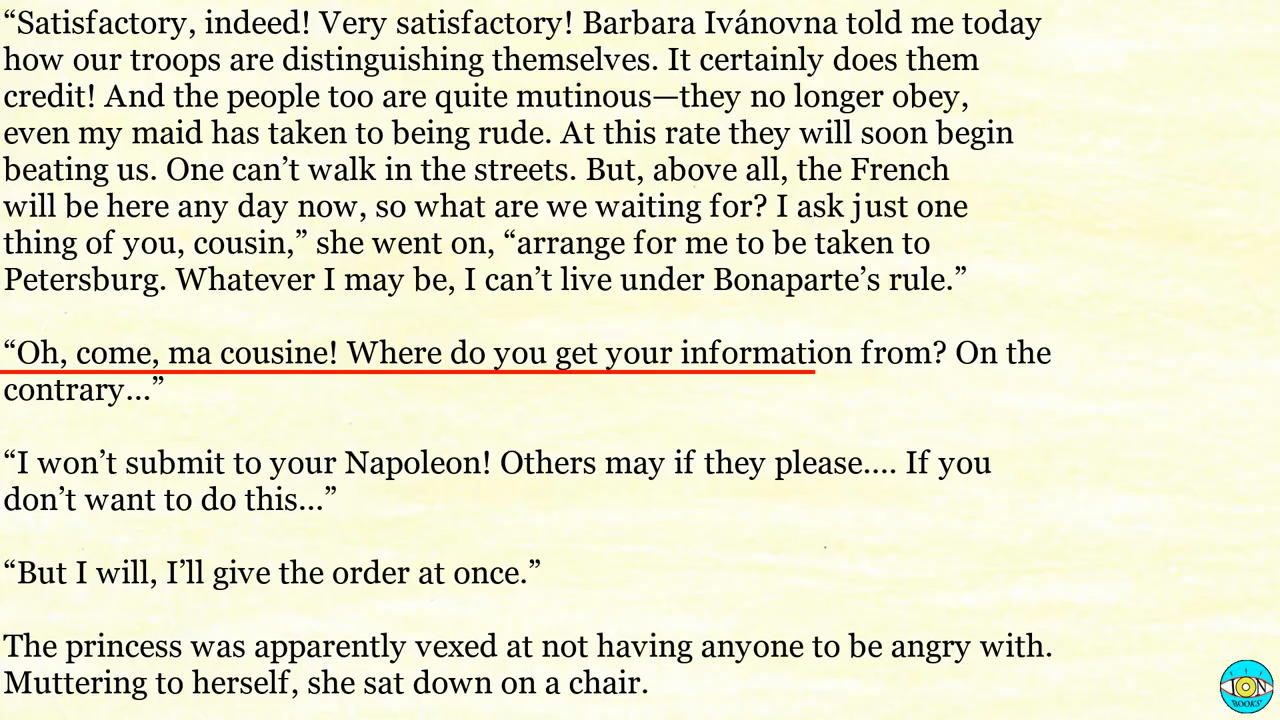 “Satisfactory, indeed! Very satisfactory! Barbara Ivánovna told me today
how our troops are distinguishing themselves. It certainly does them
credit! And the people too are quite mutinous—they no longer obey,
even my maid has taken to being rude. At this rate they will soon begin
beating us. One can’t walk in the streets. But, above all, the French
will be here any day now, so what are we waiting for? I ask just one
thing of you, cousin,” she went on, “arrange for me to be taken to
Petersburg. Whatever I may be, I can’t live under Bonaparte’s rule.”
“Oh, come, ma cousine! Where do you get your information from? On the
contrary...”
“I won’t submit to your Napoleon! Others may if they please.... If you
don’t want to do this...”
“But I will, I’ll give the order at once.”
The princess was apparently vexed at not having anyone to be angry with.
Muttering to herself, she sat down on a chair.
ION
BOOKS